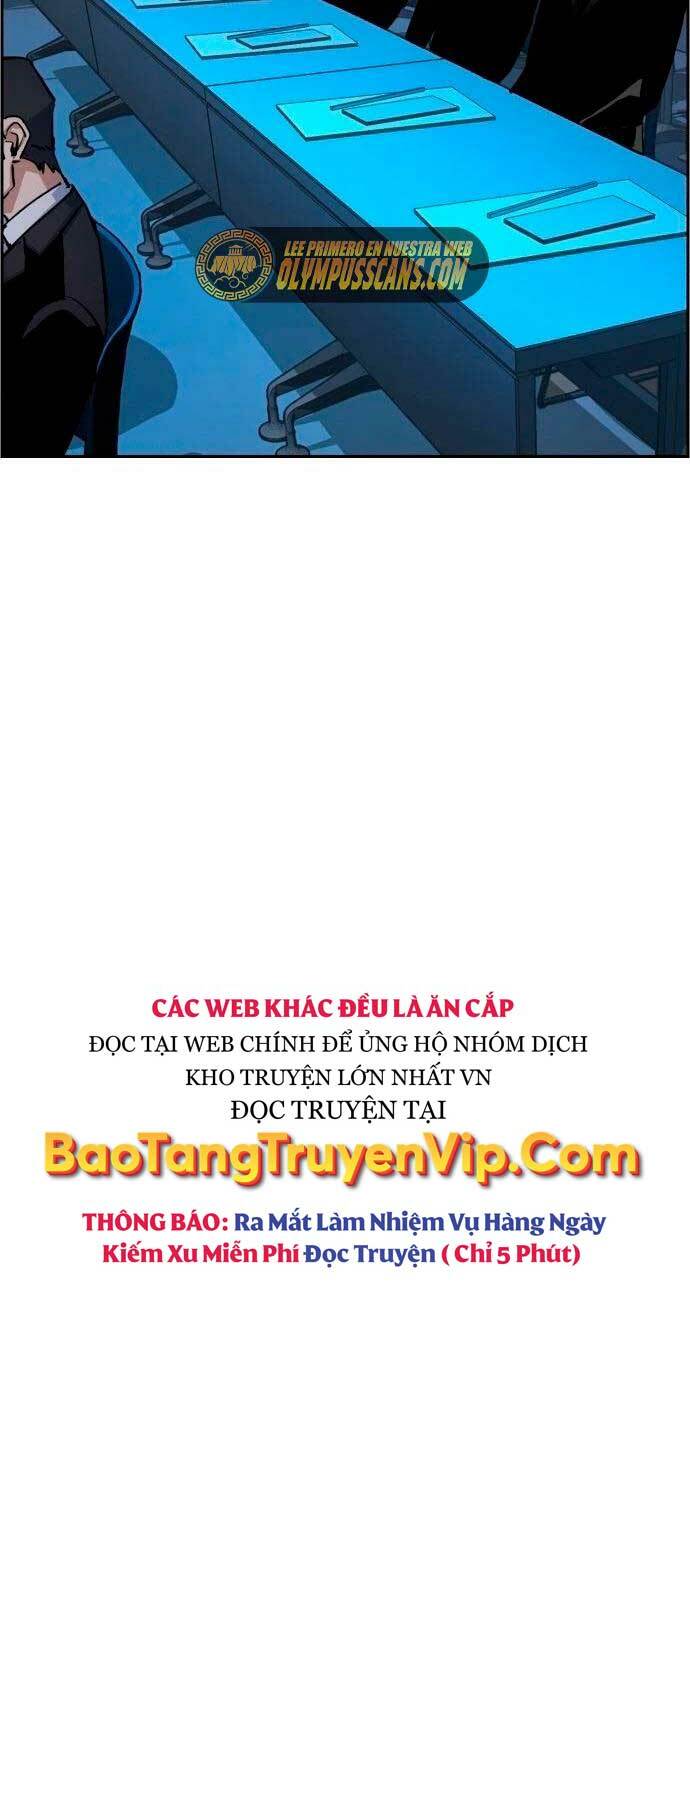 LEE PRIMERO EN NUESTRA WEB
OLYMPUSSCANS.COM
CÁC WEB KHÁC ĐỀU LÀ ĂN CẮP
ĐỌC TẠI WEB CHÍNH ĐỂ ỦNG HỘ NHÓM DỊCH
KHO TRUYỆN LỚN NHẤT VN
ĐỌC TRUYỆN TẠI
BaoTangTruyenVip.Com
THÔNG BÁO: Ra Mắt Làm Nhiệm Vụ Hàng Ngày
Kiếm Xu Miễn Phí Đọc Truyện ( Chỉ 5 Phút)